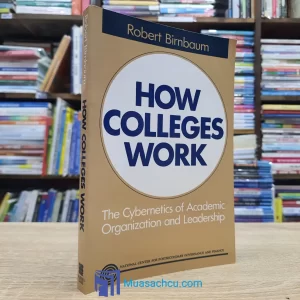 Robert Birnbaum
HOW
COLLEGES
WORK
The Cybernetics of Academic
Organization and Leadership
HOW COLLEGES WORK
Muasachcu.com